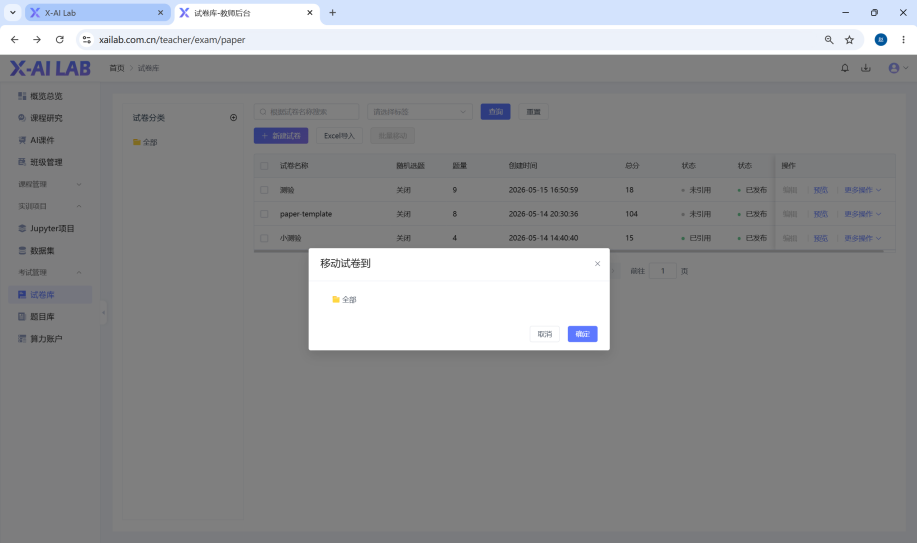 X-AI Lab
试卷库-教师后台
xailab.com.cn/teacher/exam/paper
X-AI LAB
首页 > 试卷库
概览总览
课程研究
AI课件
班级管理
课程管理
实训项目
Jupyter项目
数据集
考试管理
试卷库
题目库
算力账户
试卷分类
全部
根据试卷名称搜索
请选择标签
查询
重置
+ 新建试卷
Excel导入
批量移动
试卷名称 随机选题 题量 创建时间 总分 状态 状态 操作
测验 关闭 9 2026-05-15 16:50:59 18 未引用 已发布 编辑 预览 更多操作
paper-template 关闭 8 2026-05-14 20:30:36 104 未引用 已发布 编辑 预览 更多操作
小测验 关闭 4 2026-05-14 14:40:40 15 已引用 已发布 编辑 预览 更多操作
前往 1 页
移动试卷到
全部
取消
确定